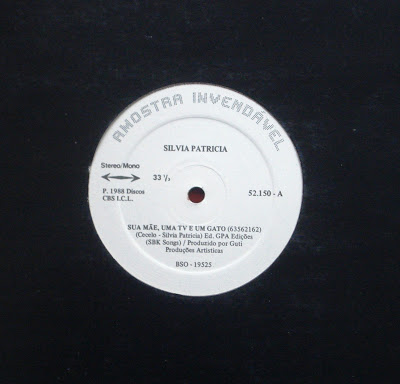 AMOSTRA INVENDÁVEL
SILVIA PATRICIA
Stereo/Mono
33 1/3
P. 1988 Discos
CBS I.C.L.
52.150 - A
SUA MÃE, UMA TV E UM GATO (63562162)
(Cecelo - Silvia Patricia) Ed. GPA Edições
(SBK Songs) / Produzido por Guti
Produções Artísticas
BSO - 19525